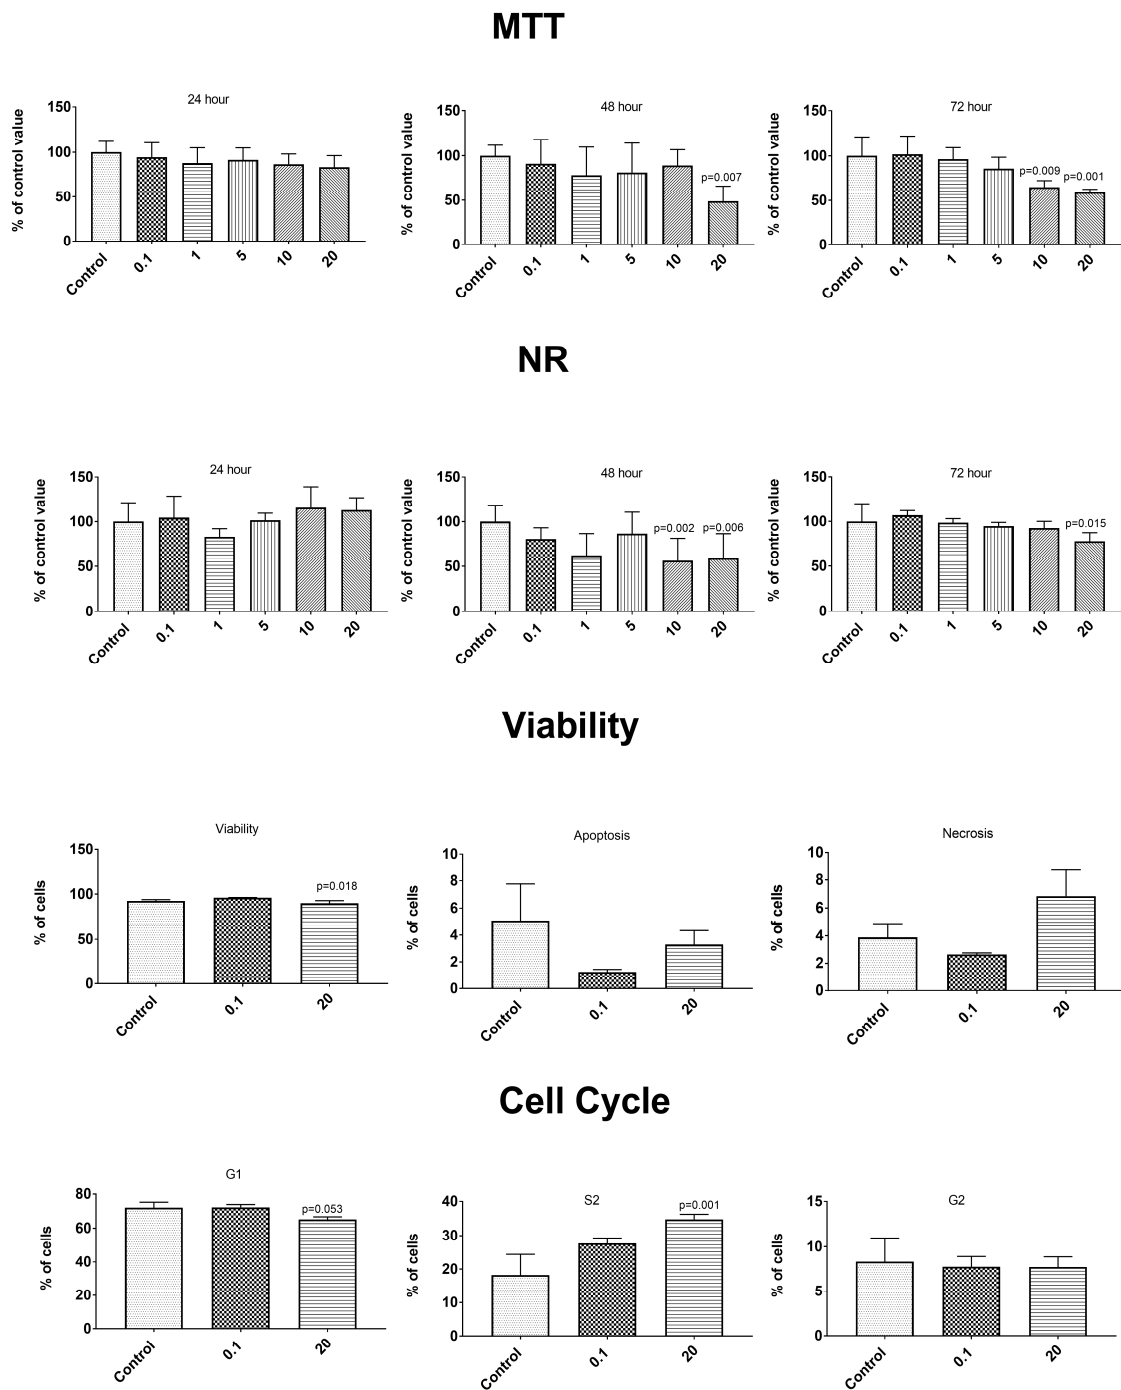 MTT
24 hour
% of control value
150
100
50
0
Control
0.1
1
5
10
20
48 hour
% of control value
150
100
50
0
p=0.007
Control
0.1
1
5
10
20
72 hour
% of control value
150
100
50
0
p=0.009
p=0.001
Control
0.1
1
5
10
20
NR
24 hour
% of control value
150
100
50
0
Control
0.1
1
5
10
20
48 hour
% of control value
150
100
50
0
p=0.002
p=0.006
Control
0.1
1
5
10
20
72 hour
% of control value
150
100
50
0
p=0.015
Control
0.1
1
5
10
20
Viability
Viability
% of cells
150
100
50
0
p=0.018
Control
0.1
20
Apoptosis
% of cells
10
8
6
4
2
0
Control
0.1
20
Necrosis
% of cells
10
8
6
4
2
0
Control
0.1
20
Cell Cycle
G1
% of cells
80
60
40
20
0
p=0.053
Control
0.1
20
S2
% of cells
40
30
20
10
0
p=0.001
Control
0.1
20
G2
% of cells
15
10
5
0
Control
0.1
20